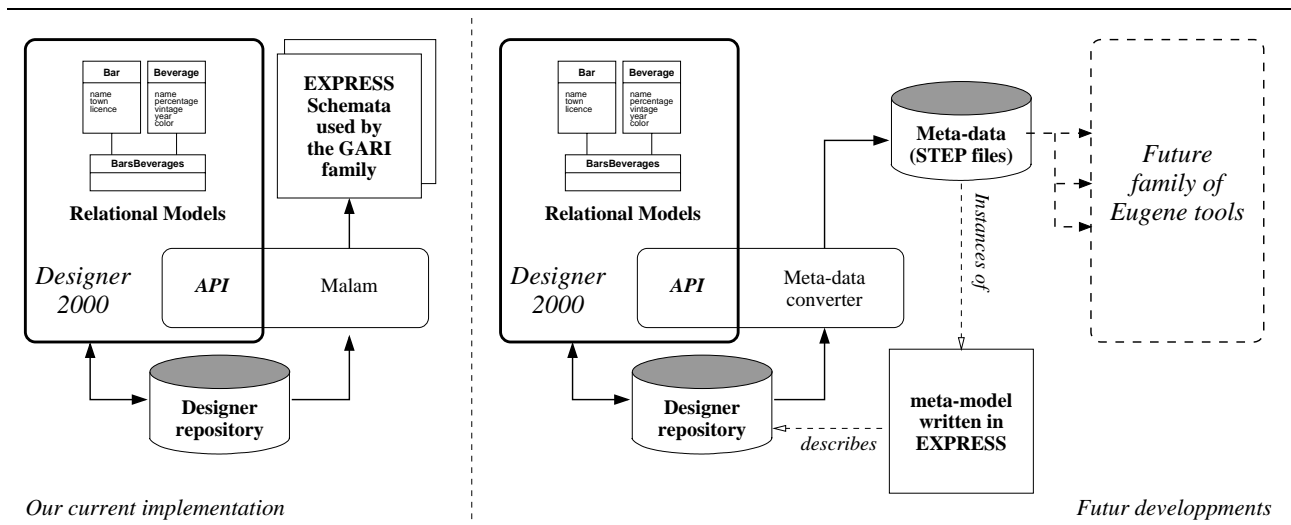 Bar
name
town
licence
Beverage
name
percentage
vintage
year
color
BarsBeverages
Relational Models
EXPRESS
Schemata
used by
the GARI
family
Designer
2000
API
Malam
Designer
repository
Our current implementation
Bar
name
town
licence
Beverage
name
percentage
vintage
year
color
BarsBeverages
Relational Models
Designer
2000
API
Meta-data
converter
Designer
repository
Meta-data
(STEP files)
Instances of
meta-model
written in
EXPRESS
describes
Future
family of
Eugene tools
Futur developpments